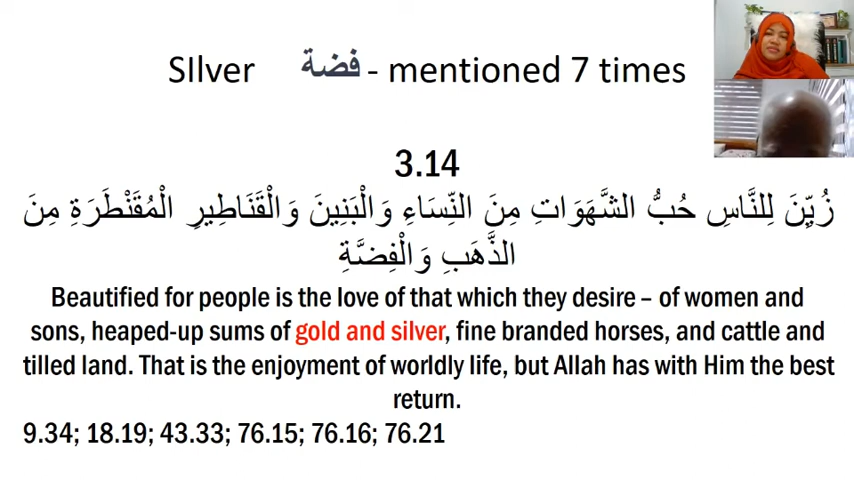 SIlver فضة - mentioned 7 times
3.14
زُيِّنَ لِلنَّاسِ حُبُّ الشَّهَوَاتِ مِنَ النِّسَاءِ وَالْبَنِينَ وَالْقَنَاطِيرِ الْمُقَنْطَرَةِ مِنَ
الذَّهَبِ وَالْفِضَّةِ
Beautified for people is the love of that which they desire – of women and
sons, heaped-up sums of gold and silver, fine branded horses, and cattle and
tilled land. That is the enjoyment of worldly life, but Allah has with Him the best
return.
9.34; 18.19; 43.33; 76.15; 76.16; 76.21